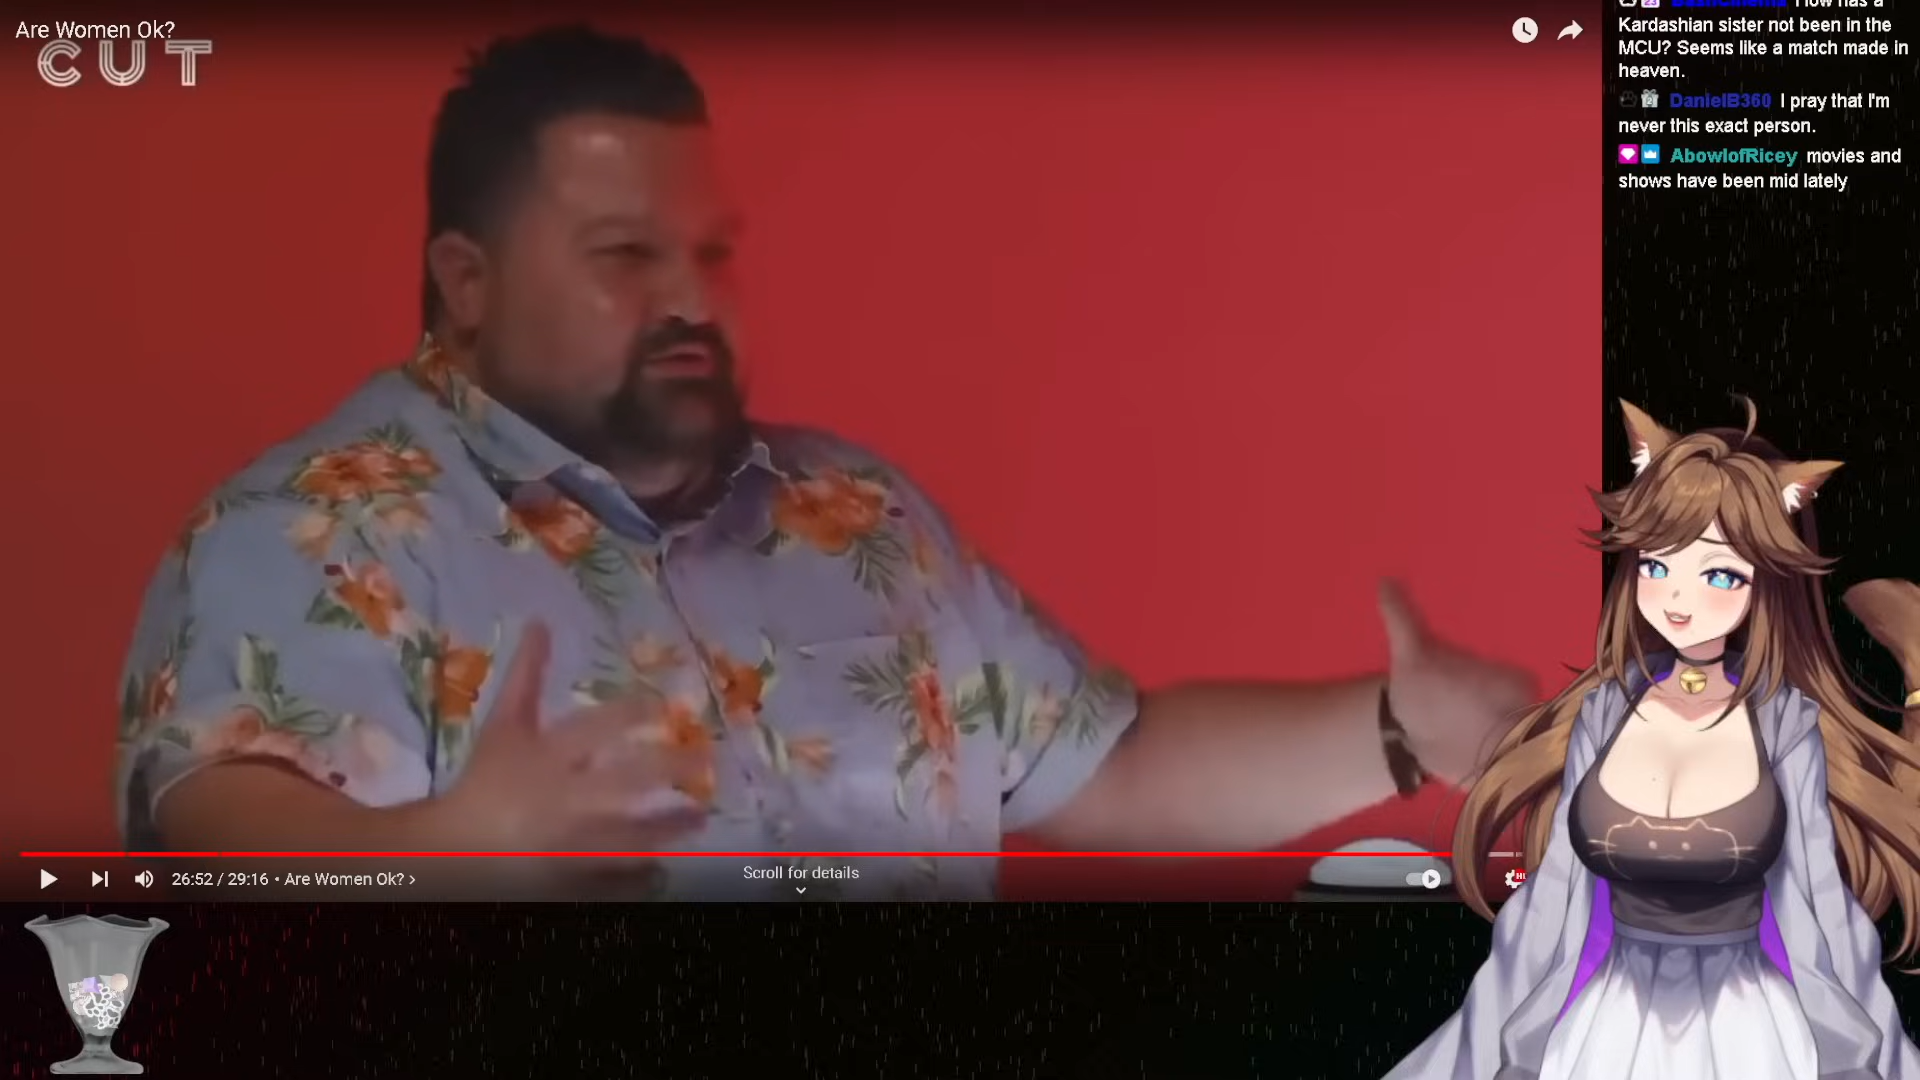 Are Women Ok?
CUT
How has a
Kardashian sister not been in the
MCU? Seems like a match made in
heaven.
DanielB360 I pray that I'm
never this exact person.
AbowlofRicey movies and
shows have been mid lately
26:52 / 29:16 • Are Women Ok? ›
Scroll for details